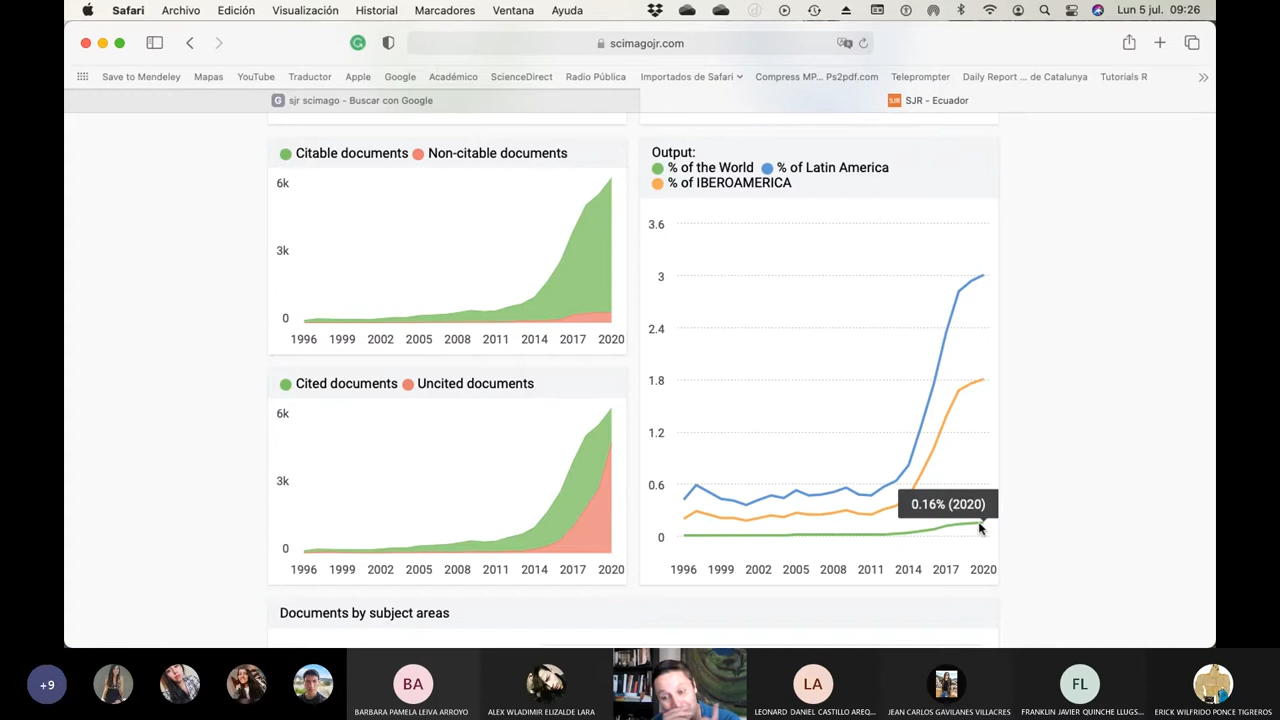 Safari Archivo Edición Visualización Historial Marcadores Ventana Ayuda Lun 5 jul. 09:26
scimagojr.com
Save to Mendeley Mapas YouTube Traductor Apple Google Académico ScienceDirect Radio Pública Importados de Safari Compress MP... Ps2pdf.com Teleprompter Daily Report ... de Catalunya Tutorials R
G sjr scimago - Buscar con Google
SJR SJR - Ecuador
Citable documents Non-citable documents
6k
3k
0
1996 1999 2002 2005 2008 2011 2014 2017 2020
Cited documents Uncited documents
6k
3k
0
1996 1999 2002 2005 2008 2011 2014 2017 2020
Output:
% of the World % of Latin America
% of IBEROAMERICA
3.6
3
2.4
1.8
1.2
0.6
0
0.16% (2020)
1996 1999 2002 2005 2008 2011 2014 2017 2020
Documents by subject areas
+9
BA
BARBARA PAMELA LEIVA ARROYO
ALEX WLADIMIR ELIZALDE LARA
LA
LEONARD DANIEL CASTILLO AREQ...
JEAN CARLOS GAVILANES VILLACRES
FL
FRANKLIN JAVIER QUINCHE LLUGS...
ERICK WILFRIDO PONCE TIGREROS